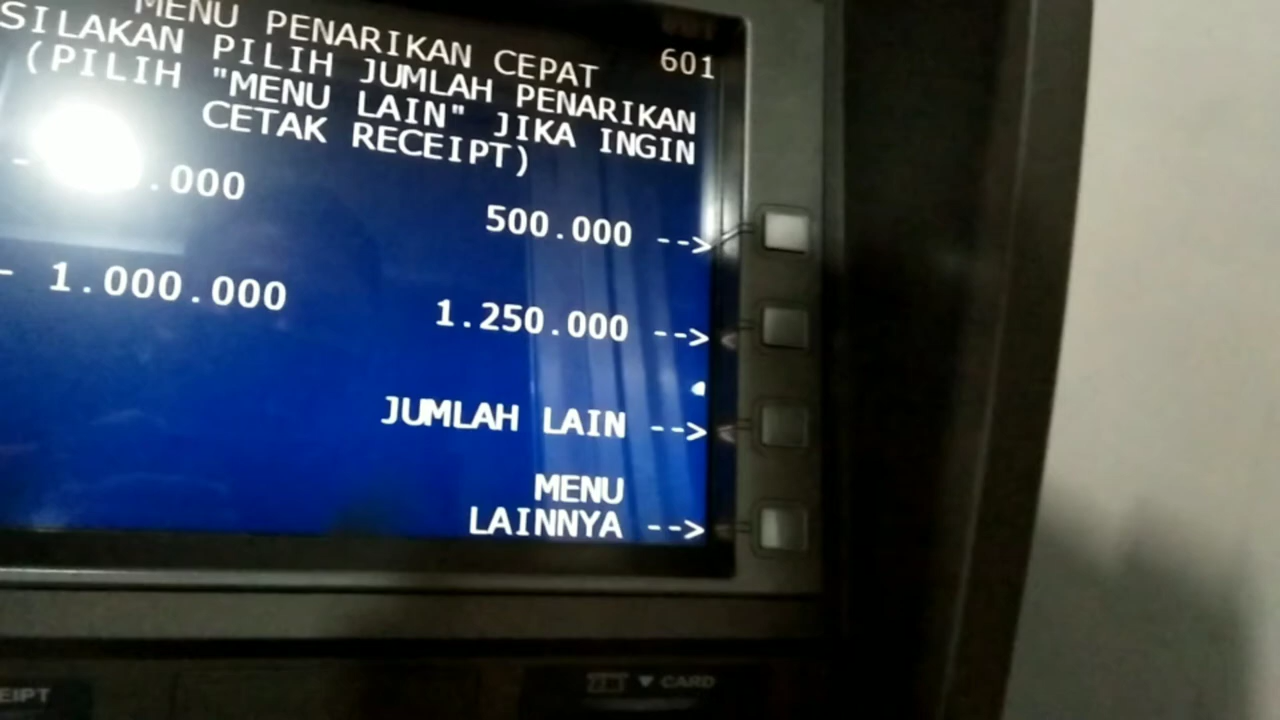 MENU PENARIKAN CEPAT
601
SILAKAN PILIH JUMLAH PENARIKAN
(PILIH "MENU LAIN" JIKA INGIN
CETAK RECEIPT)
.000
500.000 -->
- 1.000.000
1.250.000 -->
JUMLAH LAIN -->
MENU
LAINNYA -->
EIPT
▼ CARD